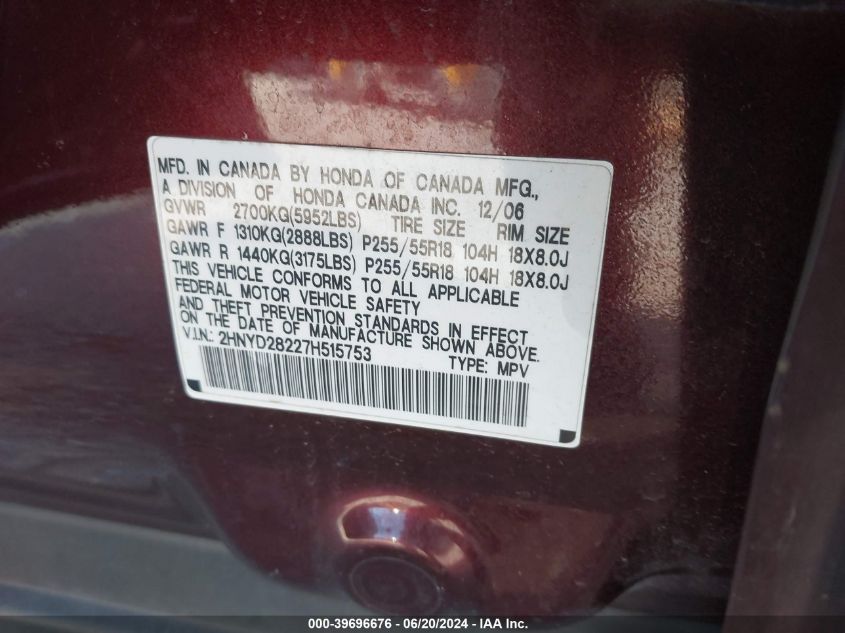 MFD. IN CANADA BY HONDA OF CANADA MFG.,
A DIVISION OF HONDA CANADA INC. 12/06
GVWR 2700KG(5952LBS) TIRE SIZE RIM SIZE
GAWR F 1310KG(2888LBS) P255/55R18 104H 18X8.0J
GAWR R 1440KG(3175LBS) P255/55R18 104H 18X8.0J
THIS VEHICLE CONFORMS TO ALL APPLICABLE
FEDERAL MOTOR VEHICLE SAFETY
AND THEFT PREVENTION STANDARDS IN EFFECT
ON THE DATE OF MANUFACTURE SHOWN ABOVE.
V.I.N.: 2HNYD28227H515753 TYPE: MPV
000-39696676 - 06/20/2024 - IAA Inc.